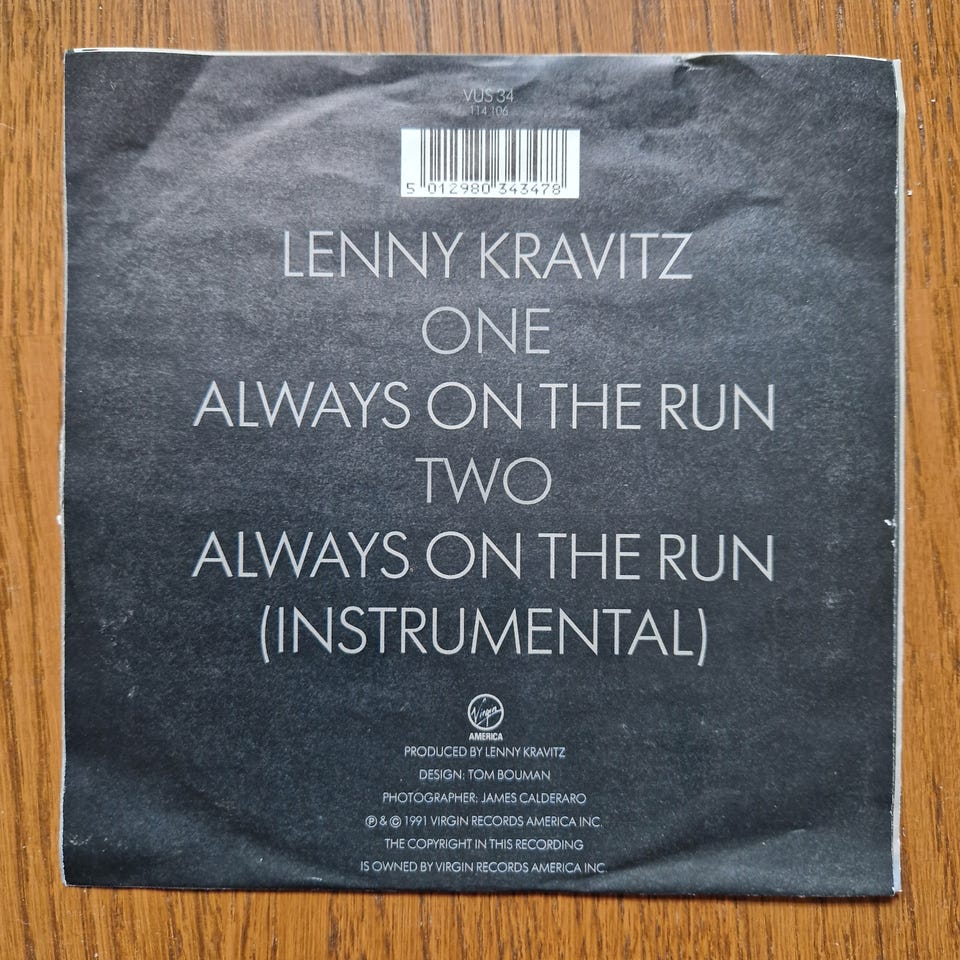 VUS 34
114 106
5 012980 343478
LENNY KRAVITZ
ONE
ALWAYS ON THE RUN
TWO
ALWAYS ON THE RUN
(INSTRUMENTAL)
Virgin
AMERICA
PRODUCED BY LENNY KRAVITZ
DESIGN: TOM BOUMAN
PHOTOGRAPHER: JAMES CALDERARO
℗ & © 1991 VIRGIN RECORDS AMERICA INC.
THE COPYRIGHT IN THIS RECORDING
IS OWNED BY VIRGIN RECORDS AMERICA INC.